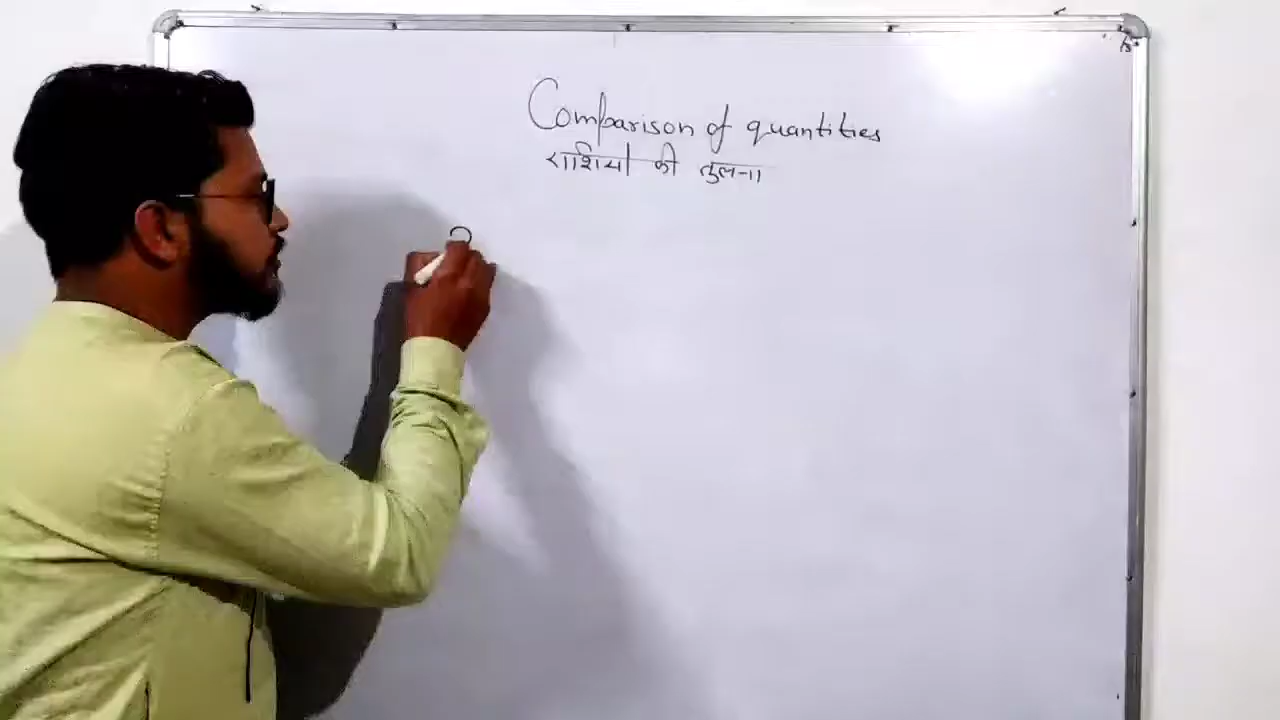 Comparison of quantities
राशियों की तुलना